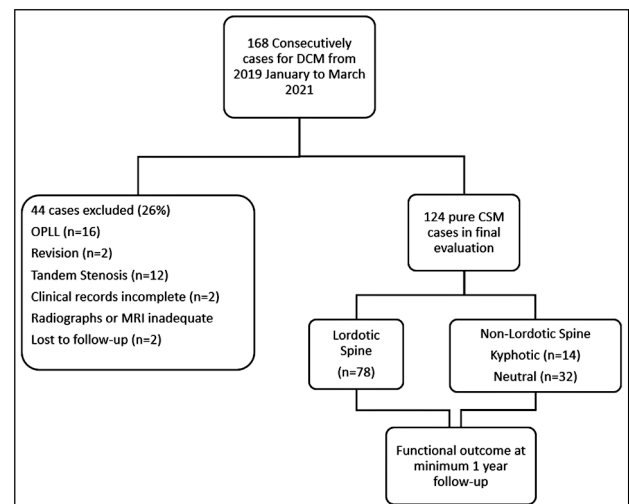 168 Consecutively
cases for DCM from
2019 January to March
2021
44 cases excluded (26%)
OPLL (n=16)
Revision (n=2)
Tandem Stenosis (n=12)
Clinical records incomplete (n=2)
Radiographs or MRI inadequate
Lost to follow-up (n=2)
124 pure CSM
cases in final
evaluation
Lordotic
Spine
(n=78)
Non-Lordotic Spine
Kyphotic (n=14)
Neutral (n=32)
Functional outcome at
minimum 1 year
follow-up